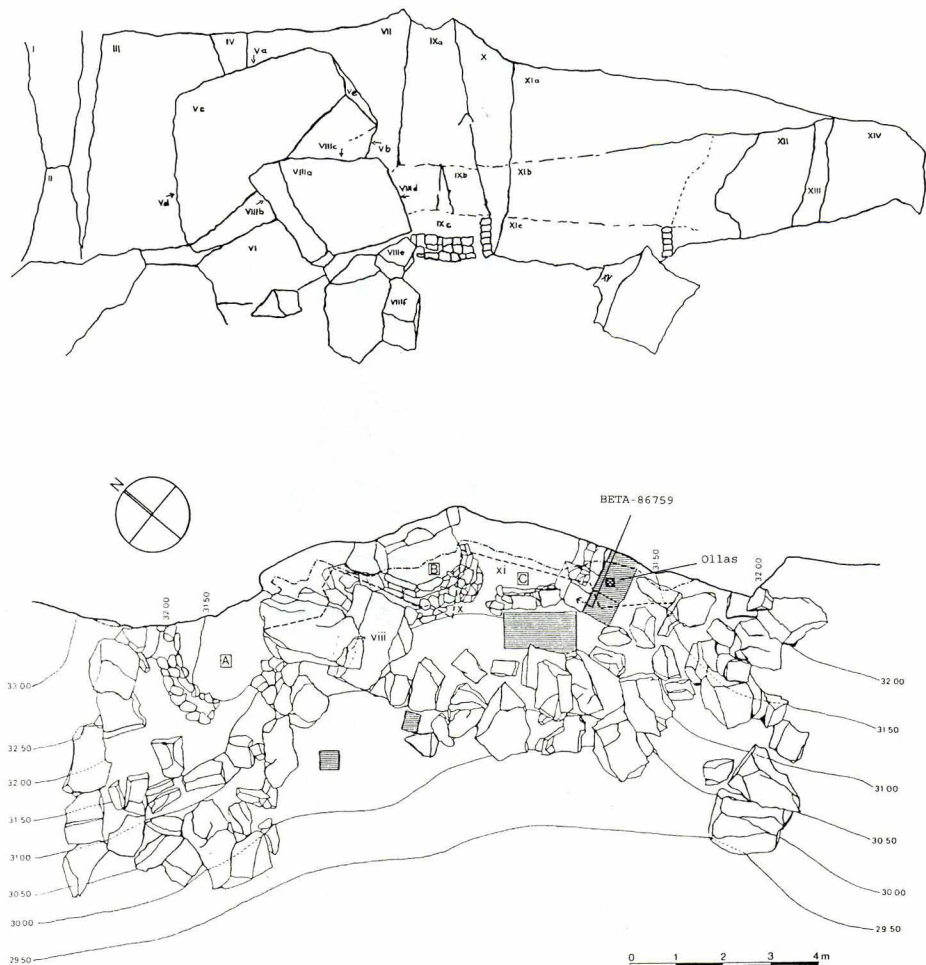 I
III
IV
Va
VII
IXa
X
XIa
Vc
Ve
VIIIc
Vb
XII
XIV
II
VIIIa
VIIId
IXb
XIb
XIII
Vd
VIIIb
VI
IXc
XIc
VIIIe
VIIIf
XV
N
BETA-86759
Ollas
31 50
32 00
32 00
31 50
B
C
xi
ix
A
viii
33 00
32 50
32 00
31 50
31 00
30 50
30 00
29 50
32 00
31 50
31 00
30 50
30 00
29 50
0 1 2 3 4 m